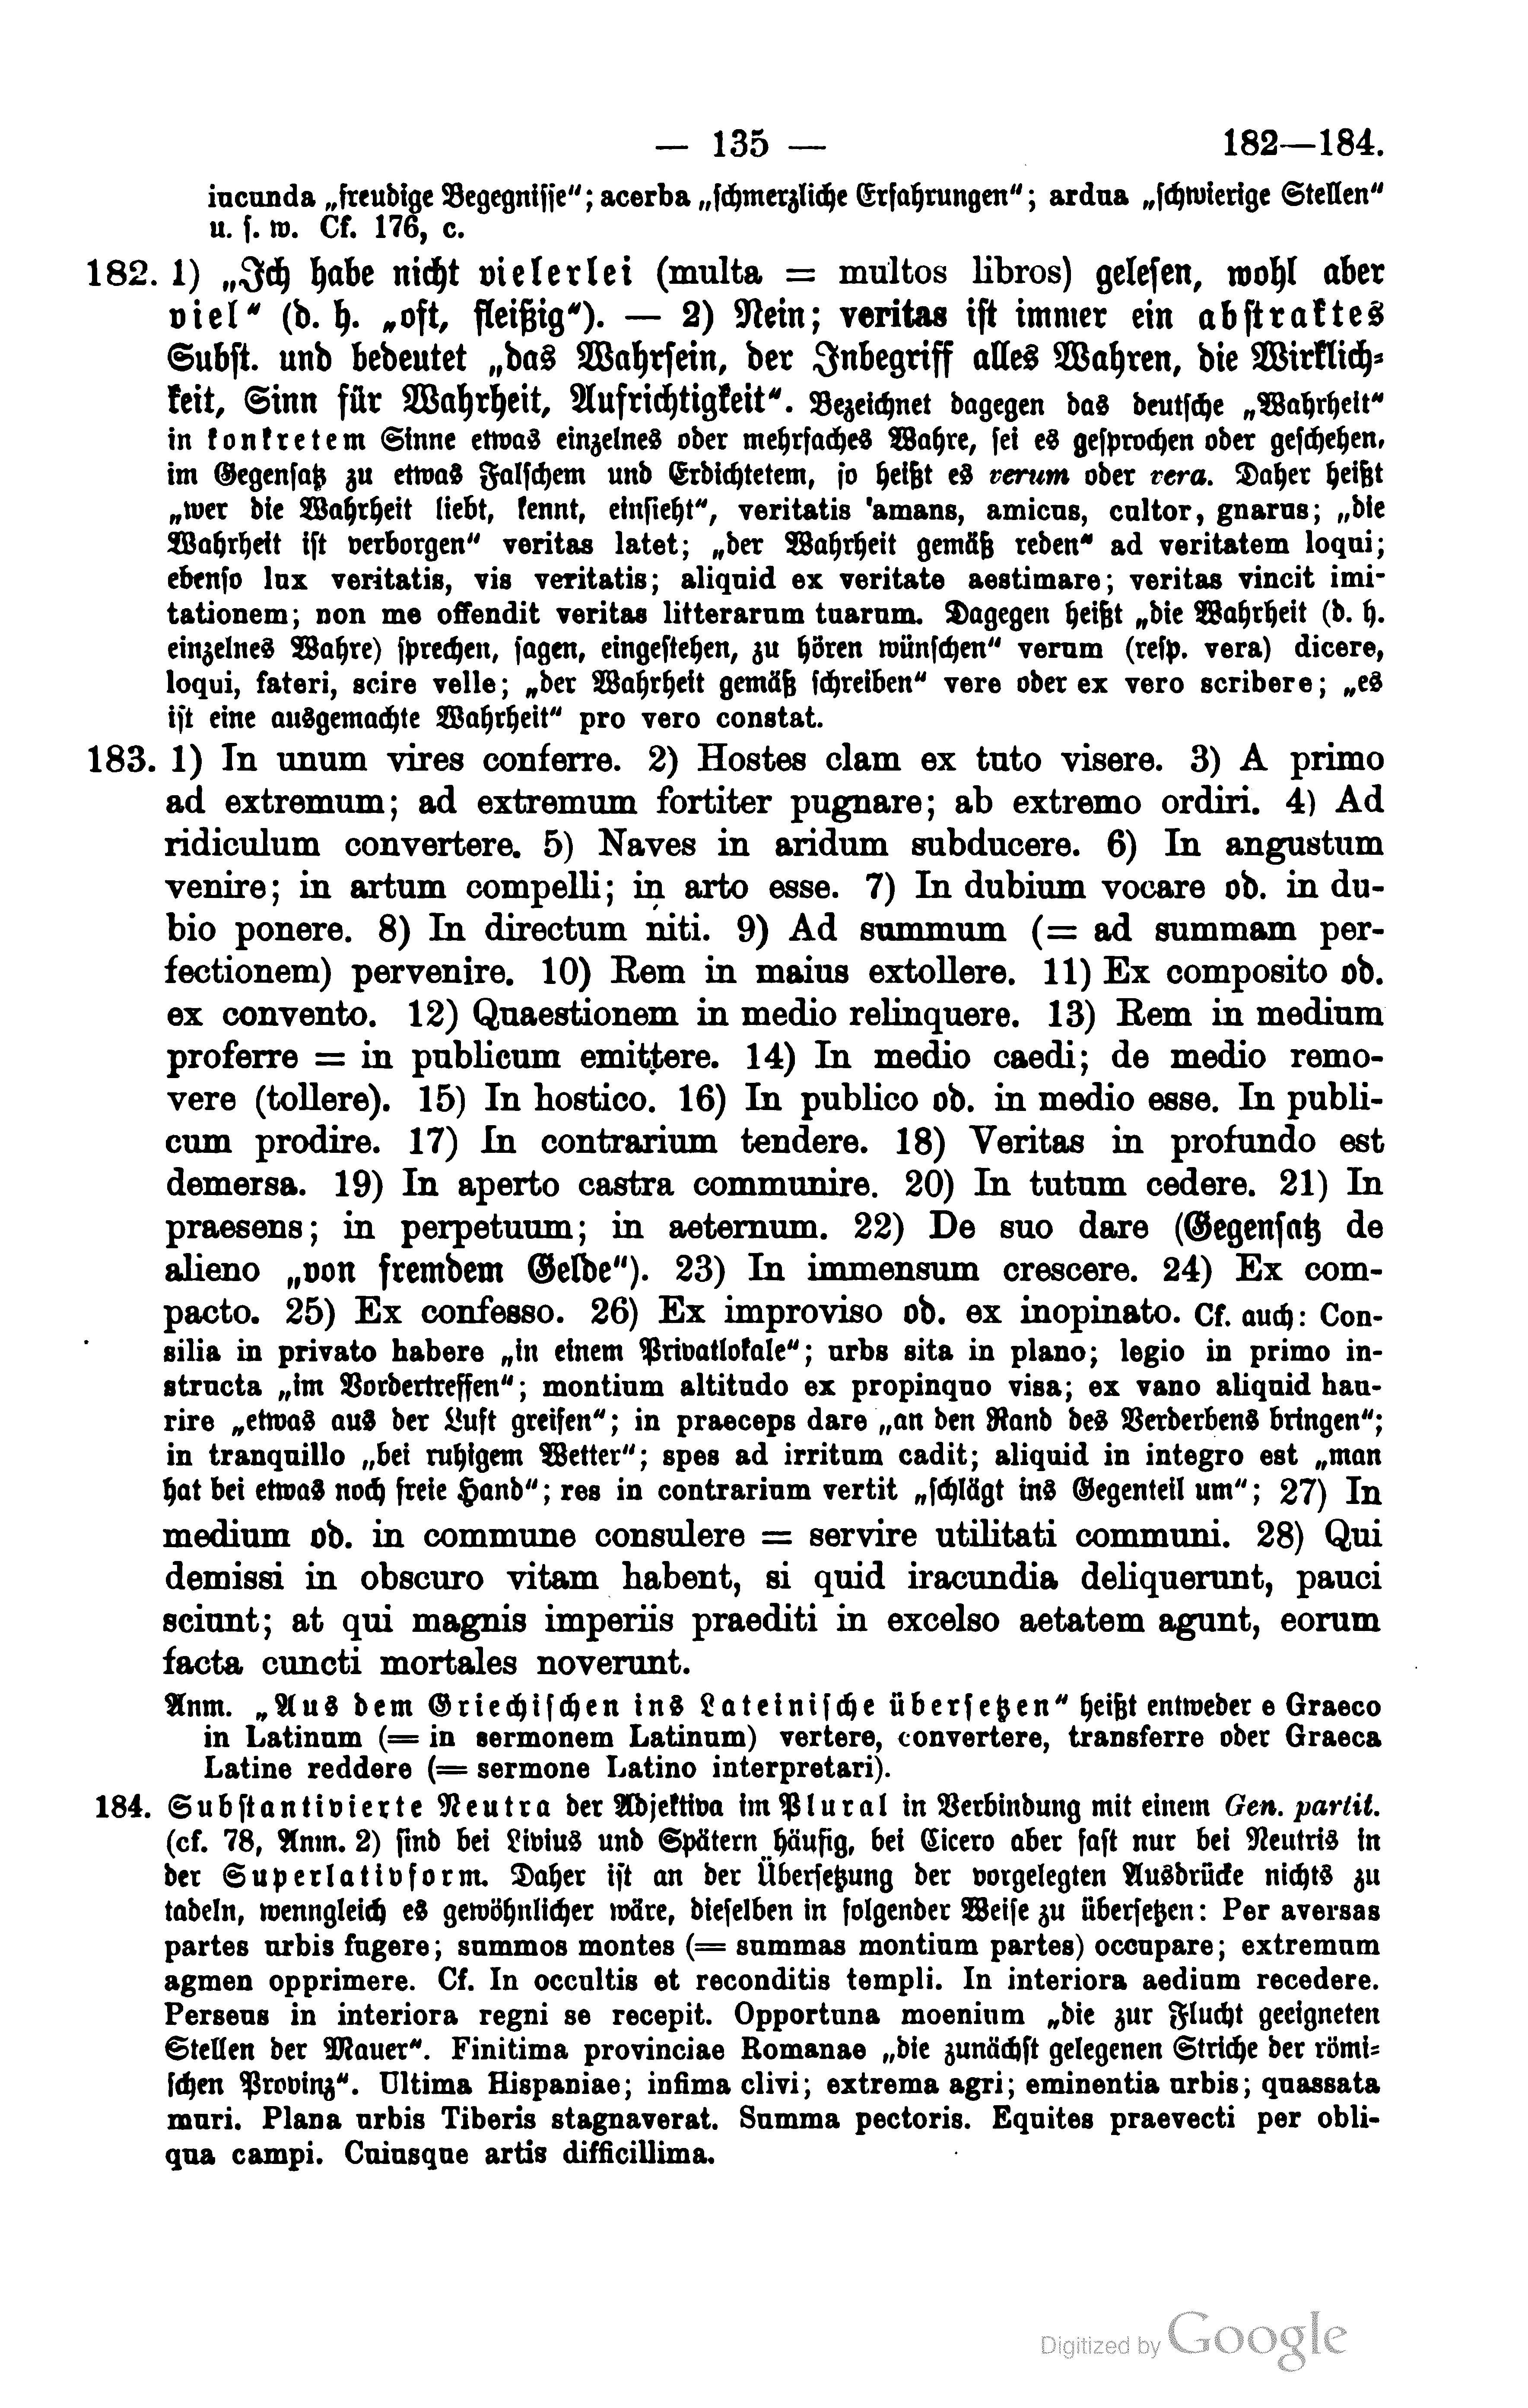 — 135 — 182—184.
iucunda „freudige Begegnisse“; acerba „schmerzliche Erfahrungen“; ardua „schwierige Stellen“
u. s. w. Cf. 176, c.
182. 1) „Ich habe nicht vielerlei (multa = multos libros) gelesen, wohl aber
viel“ (d. h. „oft, fleißig“). — 2) Nein; veritas ist immer ein abstraktes
Subst. und bedeutet „das Wahrsein, der Inbegriff alles Wahren, die Wirklich-
keit, Sinn für Wahrheit, Aufrichtigkeit“. Bezeichnet dagegen das deutsche „Wahrheit“
in konkretem Sinne etwas einzelnes oder mehrfaches Wahre, sei es gesprochen oder geschehen,
im Gegensatz zu etwas Falschem und Erdichtetem, so heißt es verum oder vera. Daher heißt
„wer die Wahrheit liebt, kennt, einsieht“, veritatis 'amans, amicus, cultor, gnarus; „die
Wahrheit ist verborgen“ veritas latet; „der Wahrheit gemäß reden“ ad veritatem loqui;
ebenso lux veritatis, vis veritatis; aliquid ex veritate aestimare; veritas vincit imi-
tationem; non me offendit veritas litterarum tuarum. Dagegen heißt „die Wahrheit (d. h.
einzelnes Wahre) sprechen, sagen, eingestehen, zu hören wünschen“ verum (resp. vera) dicere,
loqui, fateri, scire velle; „der Wahrheit gemäß schreiben“ vere oder ex vero scribere; „es
ist eine ausgemachte Wahrheit“ pro vero constat.
183. 1) In unum vires conferre. 2) Hostes clam ex tuto visere. 3) A primo
ad extremum; ad extremum fortiter pugnare; ab extremo ordiri. 4) Ad
ridiculum convertere. 5) Naves in aridum subducere. 6) In angustum
venire; in artum compelli; in arto esse. 7) In dubium vocare od. in du-
bio ponere. 8) In directum niti. 9) Ad summum (= ad summam per-
fectionem) pervenire. 10) Rem in maius extollere. 11) Ex composito od.
ex convento. 12) Quaestionem in medio relinquere. 13) Rem in medium
proferre = in publicum emittere. 14) In medio caedi; de medio remo-
vere (tollere). 15) In hostico. 16) In publico od. in medio esse. In publi-
cum prodire. 17) In contrarium tendere. 18) Veritas in profundo est
demersa. 19) In aperto castra communire. 20) In tutum cedere. 21) In
praesens; in perpetuum; in aeternum. 22) De suo dare (Gegensatz de
alieno „von fremdem Gelde“). 23) In immensum crescere. 24) Ex com-
pacto. 25) Ex confesso. 26) Ex improviso od. ex inopinato. Cf. auch: Con-
silia in privato habere „in einem Privatlokale“; urbs sita in plano; legio in primo in-
structa „im Vordertreffen“; montium altitudo ex propinquo visa; ex vano aliquid hau-
rire „etwas aus der Luft greifen“; in praeceps dare „an den Rand des Verderbens bringen“;
in tranquillo „bei ruhigem Wetter“; spes ad irritum cadit; aliquid in integro est „man
hat bei etwas noch freie Hand“; res in contrarium vertit „schlägt ins Gegenteil um“; 27) In
medium od. in commune consulere = servire utilitati communi. 28) Qui
demissi in obscuro vitam habent, si quid iracundia deliquerunt, pauci
sciunt; at qui magnis imperiis praediti in excelso aetatem agunt, eorum
facta cuncti mortales noverunt.
Anm. „Aus dem Griechischen ins Lateinische übersetzen“ heißt entweder e Graeco
in Latinum (= in sermonem Latinum) vertere, convertere, transferre oder Graeca
Latine reddere (= sermone Latino interpretari).
184. Substantivierte Neutra der Adjektiva im Plural in Verbindung mit einem Gen. partit.
(cf. 78, Anm. 2) sind bei Livius und Spätern häufig, bei Cicero aber fast nur bei Neutris in
der Superlativform. Daher ist an der Übersetzung der vorgelegten Ausdrücke nichts zu
tadeln, wenngleich es gewöhnlicher wäre, dieselben in folgender Weise zu übersetzen: Per aversas
partes urbis fugere; summos montes (= summas montium partes) occupare; extremum
agmen opprimere. Cf. In occultis et reconditis templi. In interiora aedium recedere.
Perseus in interiora regni se recepit. Opportuna moenium „die zur Flucht geeigneten
Stellen der Mauer“. Finitima provinciae Romanae „die zunächst gelegenen Striche der römi-
schen Provinz“. Ultima Hispaniae; infima clivi; extrema agri; eminentia urbis; quassata
muri. Plana urbis Tiberis stagnaverat. Summa pectoris. Equites praevecti per obli-
qua campi. Cuiusque artis difficillima.
Digitized by Google